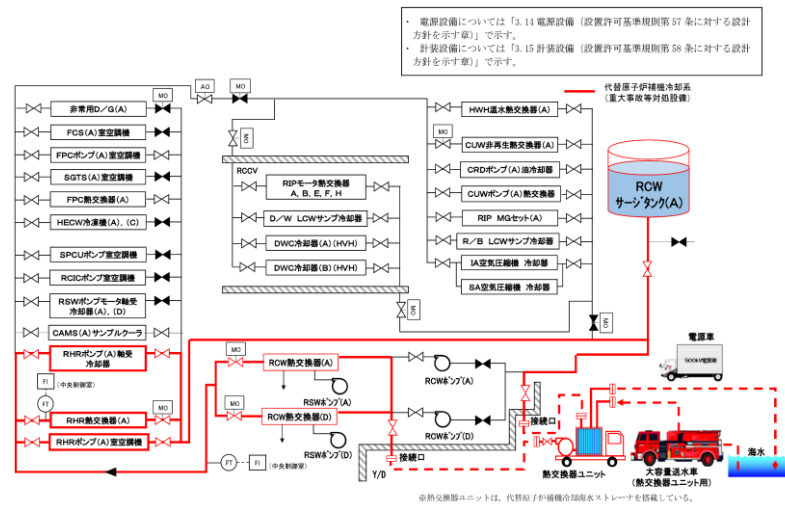 ・ 電源設備については「3.14 電源設備（設置許可基準規則第 57 条に対する設計
方針を示す章）」で示す。
・ 計装設備については「3.15 計装設備（設置許可基準規則第 58 条に対する設計
方針を示す章）」で示す。
代替原子炉補機冷却系
(重大事故等対処設備)
AO
MO
MO
MO
非常用D／G(A)
FCS(A)室空調機
FPCポンプ(A)室空調機
SGTS(A)室空調機
FPC熱交換器(A)
HECW冷凍機(A), (C)
SPCUポンプ室空調機
RCICポンプ室空調機
RSWポンプモータ軸受
冷却器(A), (D)
CAMS(A)サンプルクーラ
RHRポンプ(A)軸受
冷却器
MO
FI
(中央制御室)
FT
RHR熱交換器(A)
MO
RHRポンプ(A)室空調機
RCCV
RIPモータ熱交換器
A, B, E, F, H
D／W LCWサンプ冷却器
DWC冷却器(A)(HVH)
DWC冷却器(B)(HVH)
MO
HWH温水熱交換器(A)
MO
CUW非再生熱交換器(A)
CRDポンプ(A)油冷却器
CUWポンプ(A)熱交換器
RIP MGセット(A)
R／B LCWサンプ冷却器
IA空気圧縮機 冷却器
SA空気圧縮機 冷却器
MO
RCW
サージタンク(A)
MO
RCW熱交換器(A)
RSWポンプ(A)
RCWポンプ(A)
MO
RCW熱交換器(D)
RSWポンプ(D)
RCWポンプ(D)
FT
FI
(中央制御室)
Y/D
接続口
接続口
電源車
500kVA電源車
熱交換器ユニット
大容量送水車
(熱交換器ユニット用)
海水
※熱交換器ユニットは、代替原子炉補機冷却海水ストレーナを搭載している。